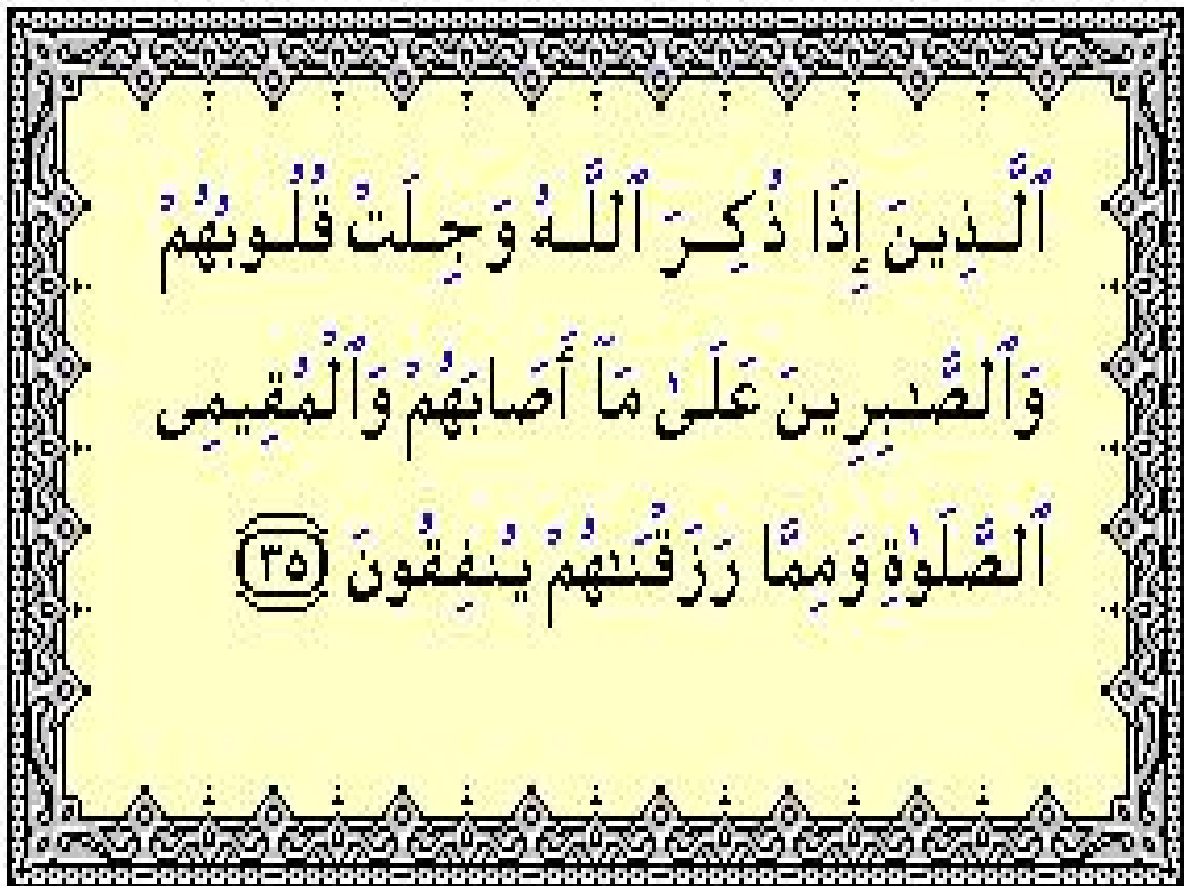 ٱلَّذِينَ إِذَا ذُكِرَ ٱللَّهُ وَجِلَتْ قُلُوبُهُمْ
وَٱلصَّـٰبِرِينَ عَلَىٰ مَآ أَصَابَهُمْ وَٱلْمُقِيمِى
ٱلصَّلَوٰةِ وَمِمَّا رَزَقْنَـٰهُمْ يُنفِقُونَ ٣٥